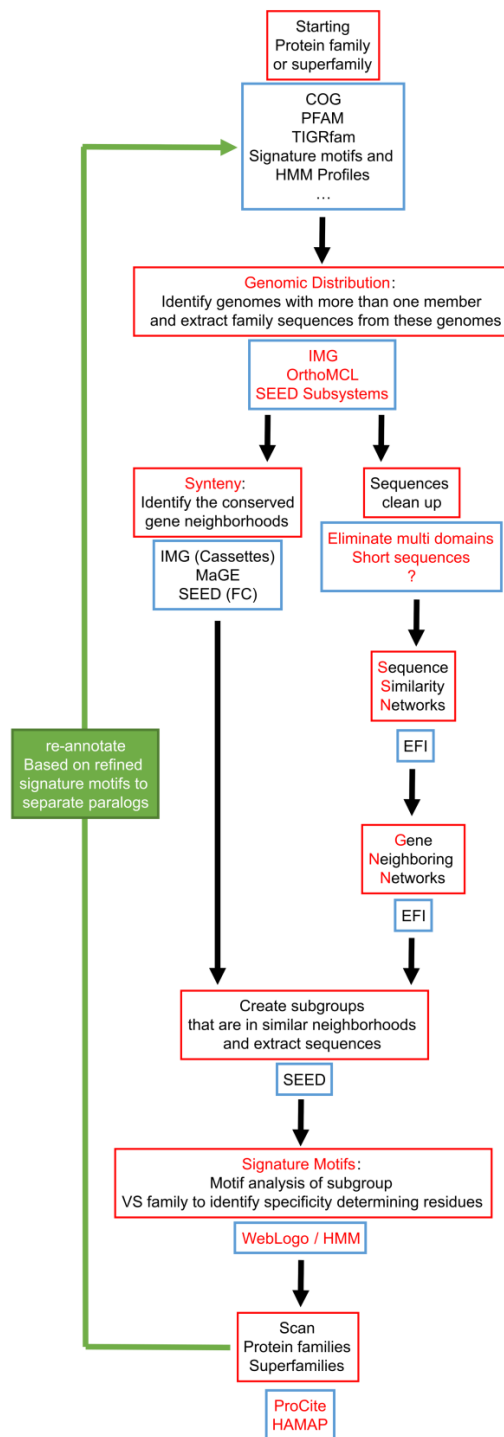 Starting
Protein family
or superfamily
COG
PFAM
TIGRfam
Signature motifs and
HMM Profiles
...
Genomic Distribution:
Identify genomes with more than one member
and extract family sequences from these genomes
IMG
OrthoMCL
SEED Subsystems
Synteny:
Identify the conserved
gene neighborhoods
IMG (Cassettes)
MaGE
SEED (FC)
Sequences
clean up
Eliminate multi domains
Short sequences
?
Sequence
Similarity
Networks
EFI
re-annotate
Based on refined
signature motifs to
separate paralogs
Gene
Neighboring
Networks
EFI
Create subgroups
that are in similar neighborhoods
and extract sequences
SEED
Signature Motifs:
Motif analysis of subgroup
VS family to identify specificity determining residues
WebLogo / HMM
Scan
Protein families
Superfamilies
ProCite
HAMAP